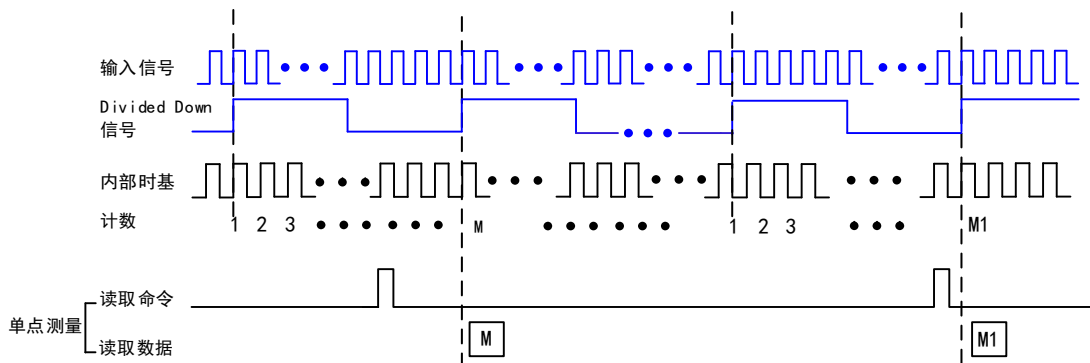 输入信号
Divided Down
信号
内部时基
计数
1 2 3 M 1 2 3 M1
读取命令
单点测量
读取数据
M M1